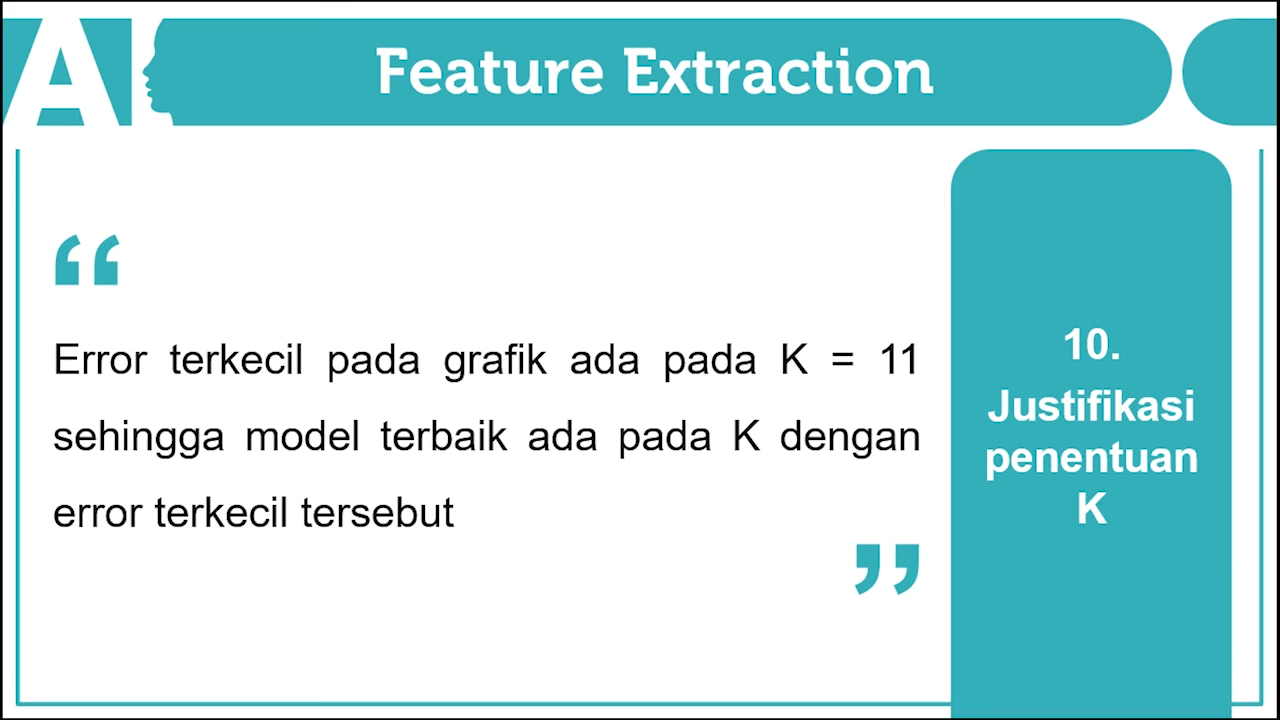 AI
Feature Extraction
“
Error terkecil pada grafik ada pada K = 11
sehingga model terbaik ada pada K dengan
error terkecil tersebut
”
10.
Justifikasi
penentuan
K